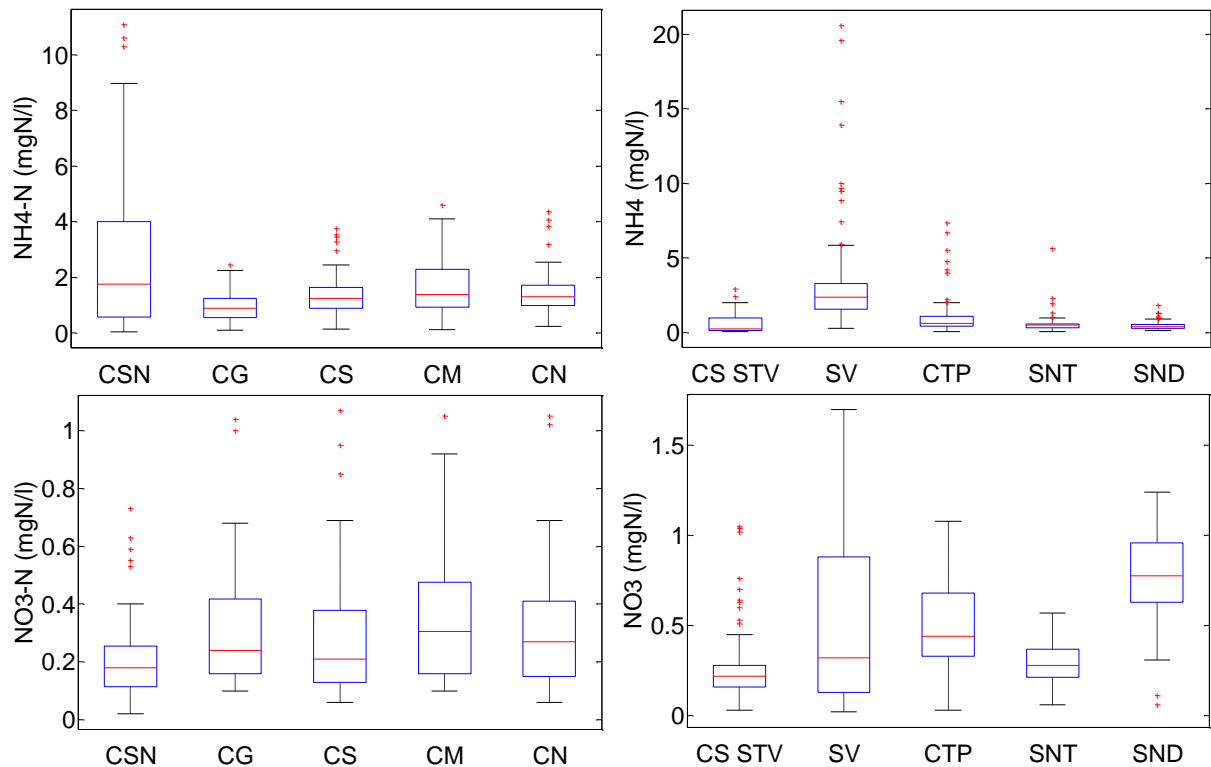 NH4-N (mgN/l)
10
8
6
4
2
0
CSN CG CS CM CN
NH4 (mgN/l)
20
15
10
5
0
CS STV SV CTP SNT SND
NO3-N (mgN/l)
1
0.8
0.6
0.4
0.2
0
CSN CG CS CM CN
NO3 (mgN/l)
1.5
1
0.5
0
CS STV SV CTP SNT SND